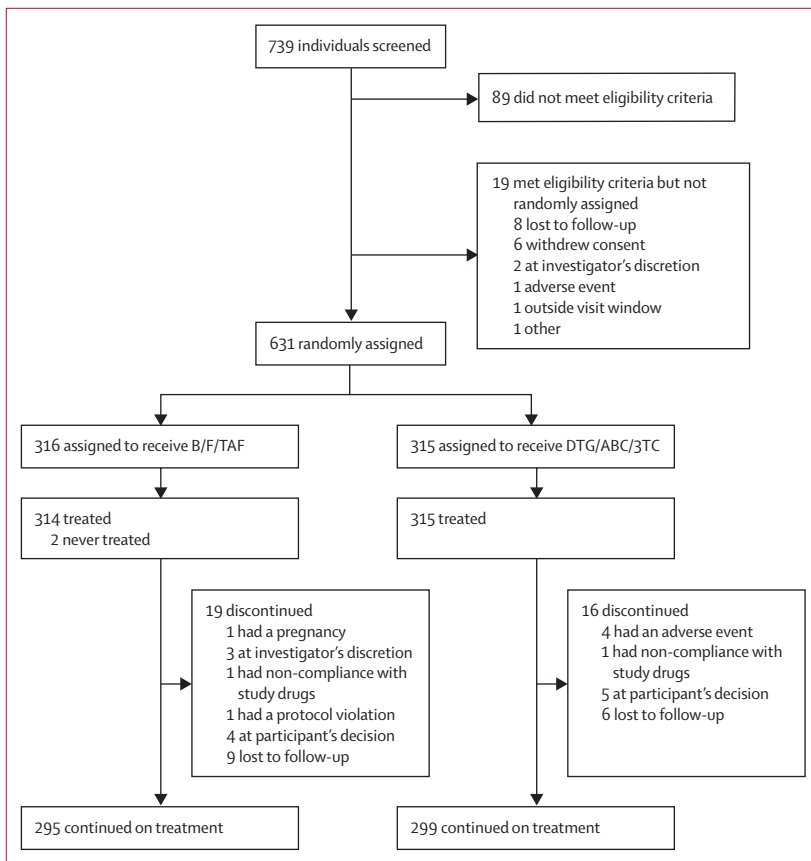 739 individuals screened
89 did not meet eligibility criteria
19 met eligibility criteria but not
randomly assigned
8 lost to follow-up
6 withdrew consent
2 at investigator's discretion
1 adverse event
1 outside visit window
1 other
631 randomly assigned
316 assigned to receive B/F/TAF
315 assigned to receive DTG/ABC/3TC
314 treated
2 never treated
315 treated
19 discontinued
1 had a pregnancy
3 at investigator's discretion
1 had non-compliance with
study drugs
1 had a protocol violation
4 at participant's decision
9 lost to follow-up
16 discontinued
4 had an adverse event
1 had non-compliance with
study drugs
5 at participant's decision
6 lost to follow-up
295 continued on treatment
299 continued on treatment